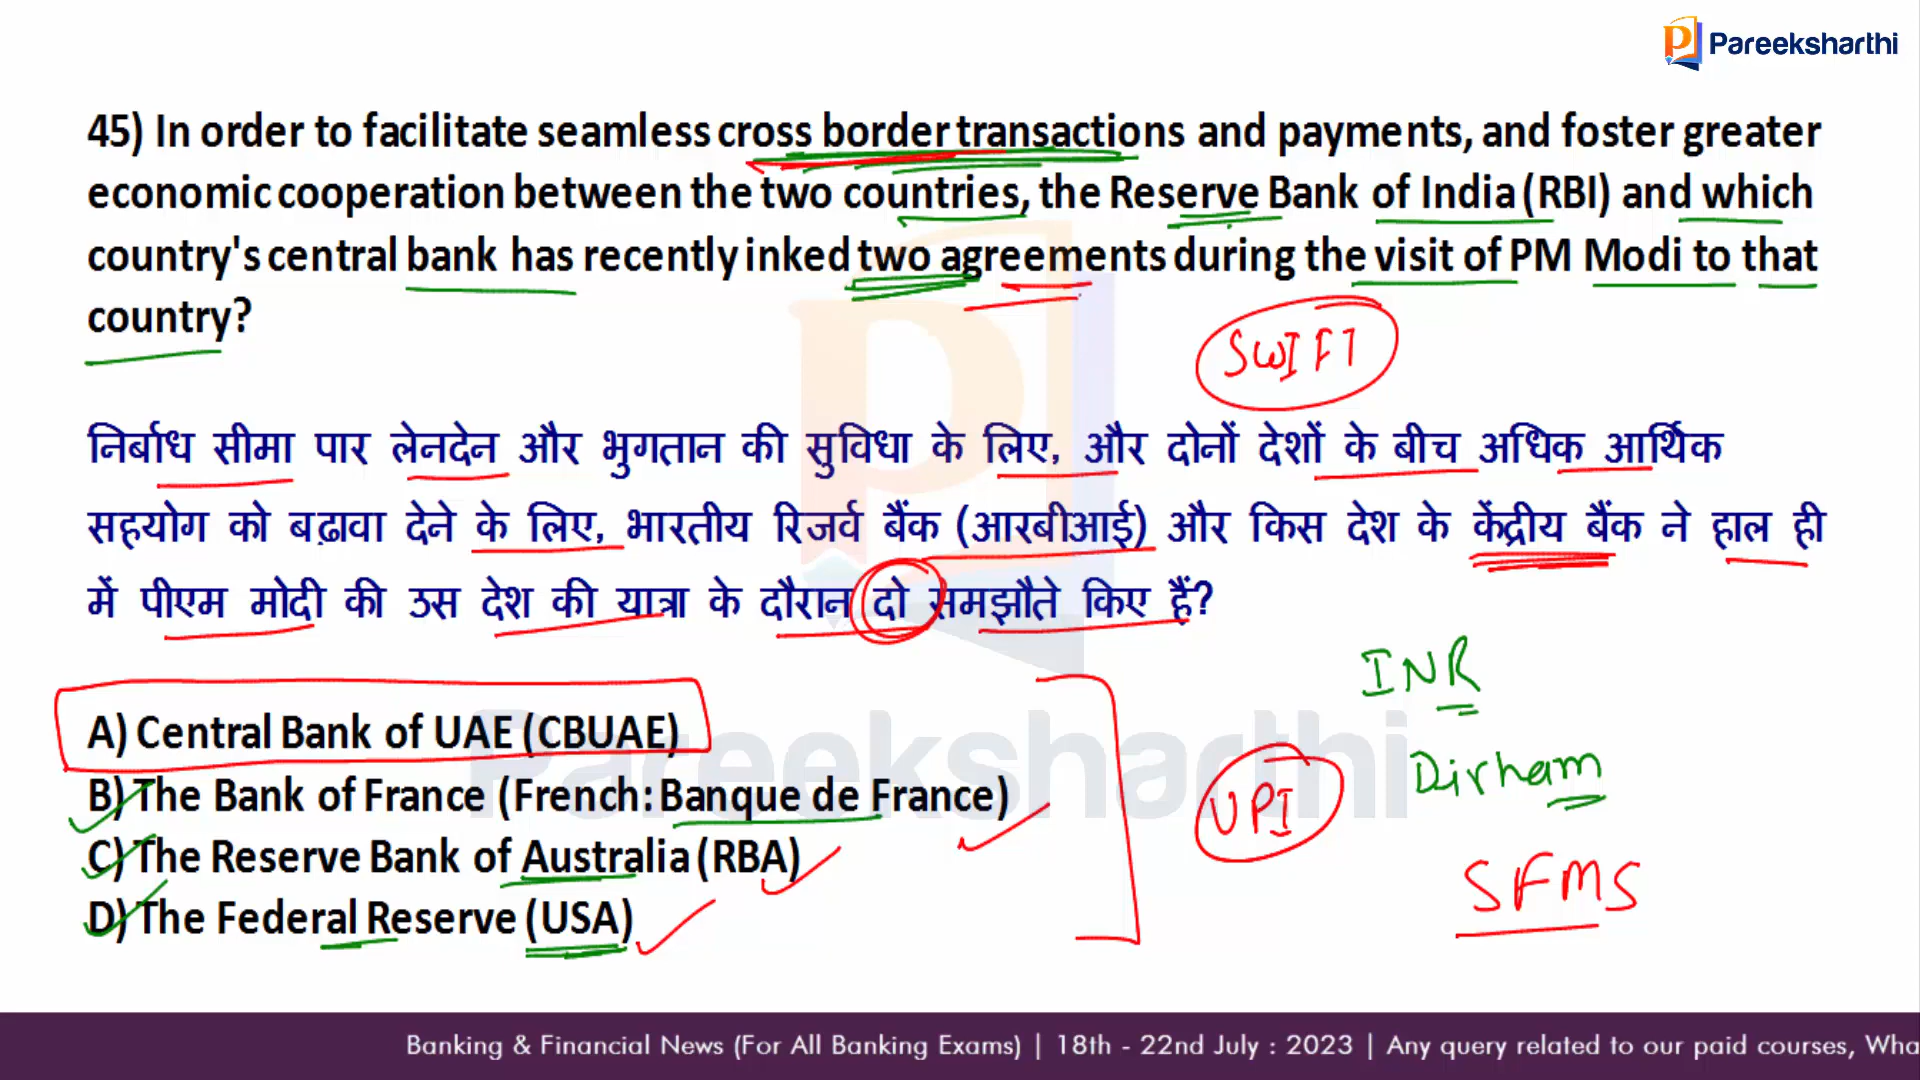 Pareeksharthi
45) In order to facilitate seamless cross border transactions and payments, and foster greater
economic cooperation between the two countries, the Reserve Bank of India (RBI) and which
country's central bank has recently inked two agreements during the visit of PM Modi to that
country?
SWIFT
निर्बाध सीमा पार लेनदेन और भुगतान की सुविधा के लिए, और दोनों देशों के बीच अधिक आर्थिक
सहयोग को बढ़ावा देने के लिए, भारतीय रिजर्व बैंक (आरबीआई) और किस देश के केंद्रीय बैंक ने हाल ही
में पीएम मोदी की उस देश की यात्रा के दौरान दो समझौते किए हैं?
INR
A) Central Bank of UAE (CBUAE)
Pareeksharthi
Dirham
B) The Bank of France (French: Banque de France)
UPI
C) The Reserve Bank of Australia (RBA)
SFMS
D) The Federal Reserve (USA)
Banking & Financial News (For All Banking Exams) | 18th - 22nd July : 2023 | Any query related to our paid courses, Wha